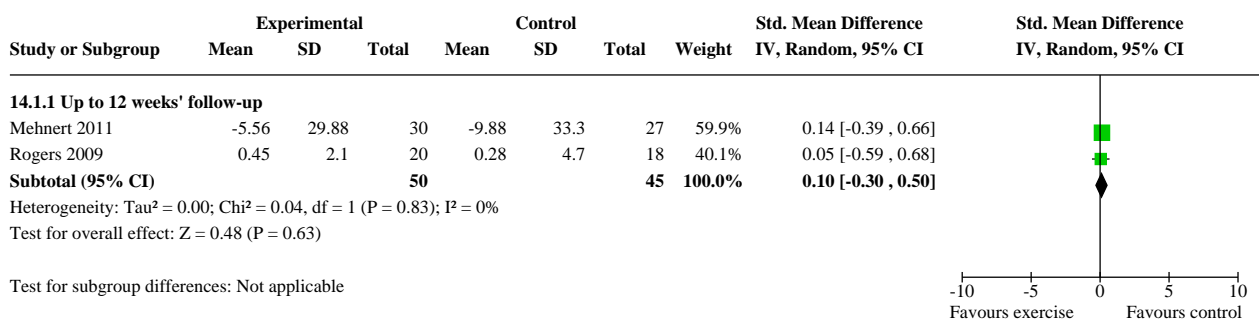 Experimental Control Std. Mean Difference Std. Mean Difference
Study or Subgroup Mean SD Total Mean SD Total Weight IV, Random, 95% CI IV, Random, 95% CI
14.1.1 Up to 12 weeks' follow-up
Mehnert 2011 -5.56 29.88 30 -9.88 33.3 27 59.9% 0.14 [-0.39 , 0.66]
Rogers 2009 0.45 2.1 20 0.28 4.7 18 40.1% 0.05 [-0.59 , 0.68]
Subtotal (95% CI) 50 45 100.0% 0.10 [-0.30 , 0.50]
Heterogeneity: Tau² = 0.00; Chi² = 0.04, df = 1 (P = 0.83); I² = 0%
Test for overall effect: Z = 0.48 (P = 0.63)
Test for subgroup differences: Not applicable
-10 -5 0 5 10
Favours exercise Favours control